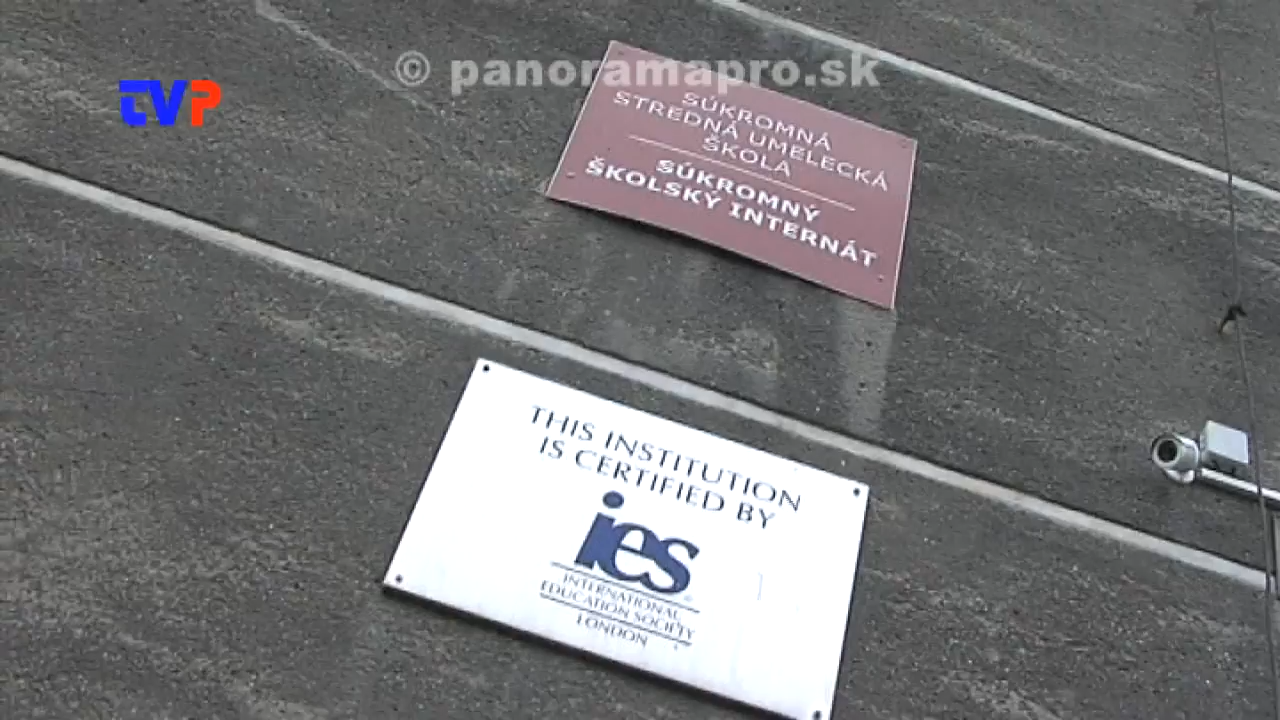 © panoramapro.sk
TVP
SÚKROMNÁ
STREDNÁ UMELECKÁ
ŠKOLA
SÚKROMNÝ
ŠKOLSKÝ INTERNÁT
THIS INSTITUTION
IS CERTIFIED BY
ies
INTERNATIONAL
EDUCATION SOCIETY
LONDON